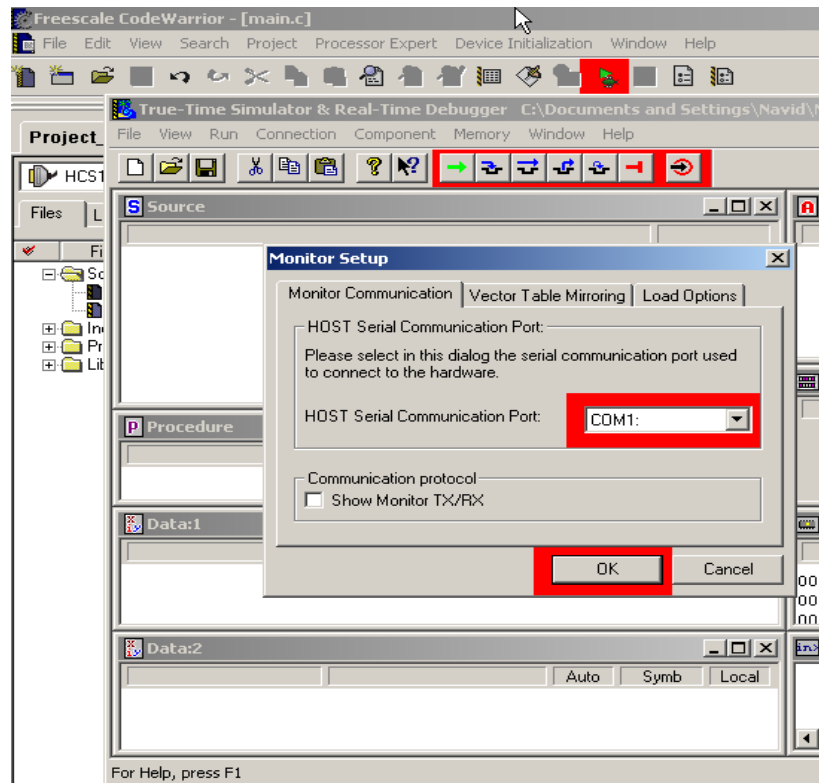 Freescale CodeWarrior - [main.c]
File Edit View Search Project Processor Expert Device Initialization Window Help
True-Time Simulator & Real-Time Debugger C:\Documents and Settings\Navid\
Project_
File View Run Connection Component Memory Window Help
HCS1
Files
S Source
A
Monitor Setup
Monitor Communication
Vector Table Mirroring
Load Options
HOST Serial Communication Port:
Please select in this dialog the serial communication port used
to connect to the hardware.
HOST Serial Communication Port:
COM1:
P Procedure
Communication protocol
Show Monitor TX/RX
Data:1
OK
Cancel
Data:2
Auto
Symb
Local
For Help, press F1